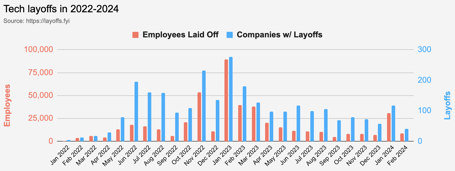 Tech layoffs in 2022-2024
Source: https://layoffs.fyi
Employees Laid Off
Companies w/ Layoffs
100,000
75,000
50,000
25,000
0
Employees
300
200
100
0
Layoffs
Jan 2022
Feb 2022
Mar 2022
Apr 2022
May 2022
Jun 2022
Jul 2022
Aug 2022
Sep 2022
Oct 2022
Nov 2022
Dec 2022
Jan 2023
Feb 2023
Mar 2023
Apr 2023
May 2023
Jun 2023
Jul 2023
Aug 2023
Sep 2023
Oct 2023
Nov 2023
Dec 2023
Jan 2024
Feb 2024